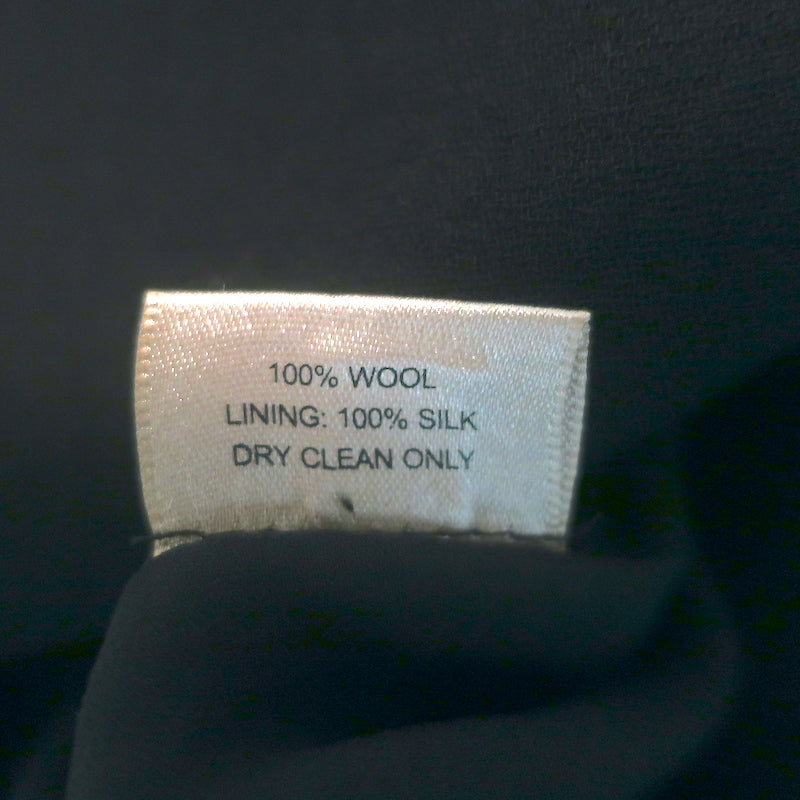 100% WOOL
LINING: 100% SILK
DRY CLEAN ONLY